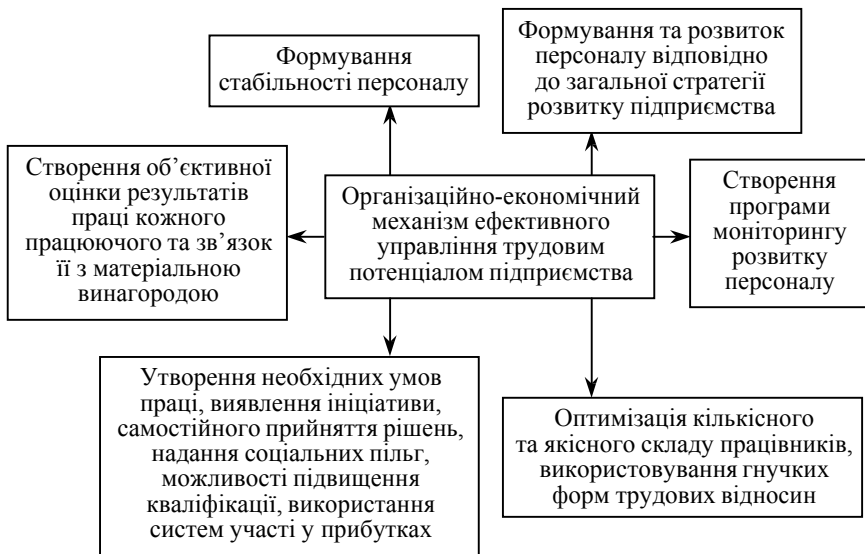 Формування
стабільності персоналу
Формування та розвиток
персоналу відповідно
до загальної стратегії
розвитку підприємства
Створення об’єктивної
оцінки результатів
праці кожного
працюючого та зв’язок
її з матеріальною
винагородою
Організаційно-економічний
механізм ефективного
управління трудовим
потенціалом підприємства
Створення
програми
моніторингу
розвитку
персоналу
Утворення необхідних умов
праці, виявлення ініціативи,
самостійного прийняття рішень,
надання соціальних пільг,
можливості підвищення
кваліфікації, використання
систем участі у прибутках
Оптимізація кількісного
та якісного складу працівників,
використовування гнучких
форм трудових відносин